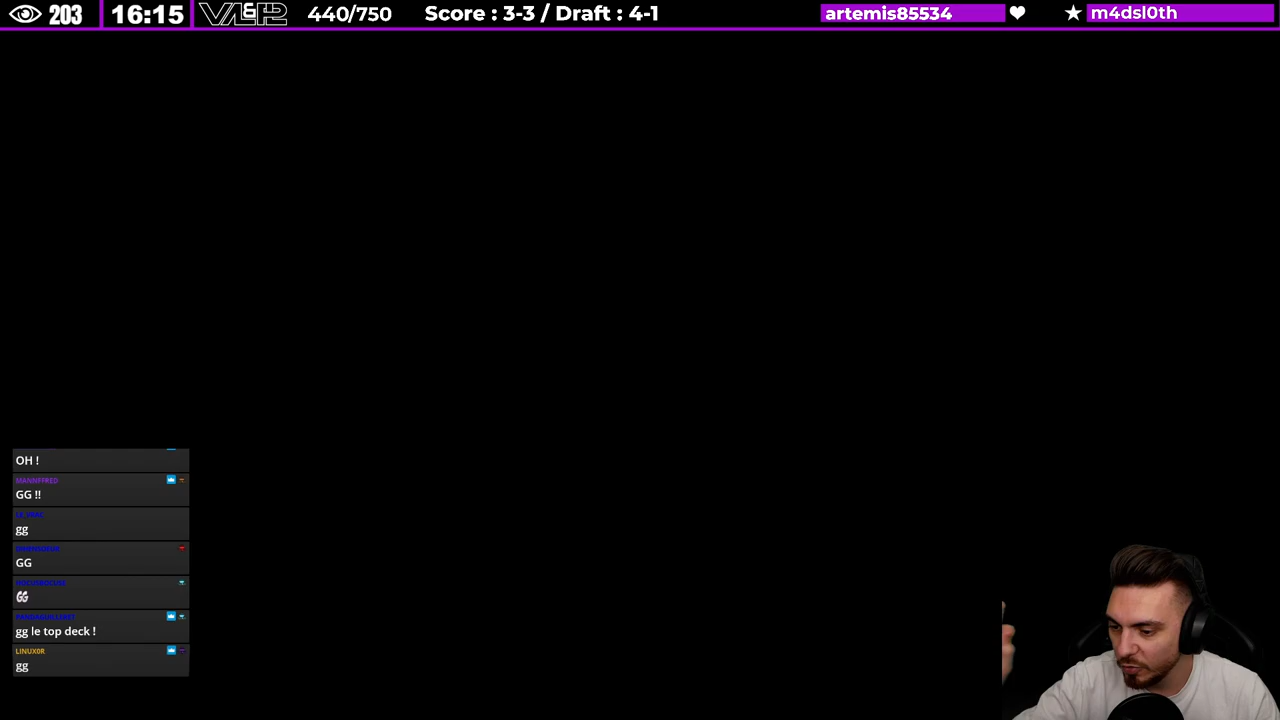 203
16:15
440/750
Score : 3-3 / Draft : 4-1
artemis85534
m4dsl0th
OH !
MANNFFRED
GG !!
gg
GG
GG
gg le top deck !
LINUX0R
gg